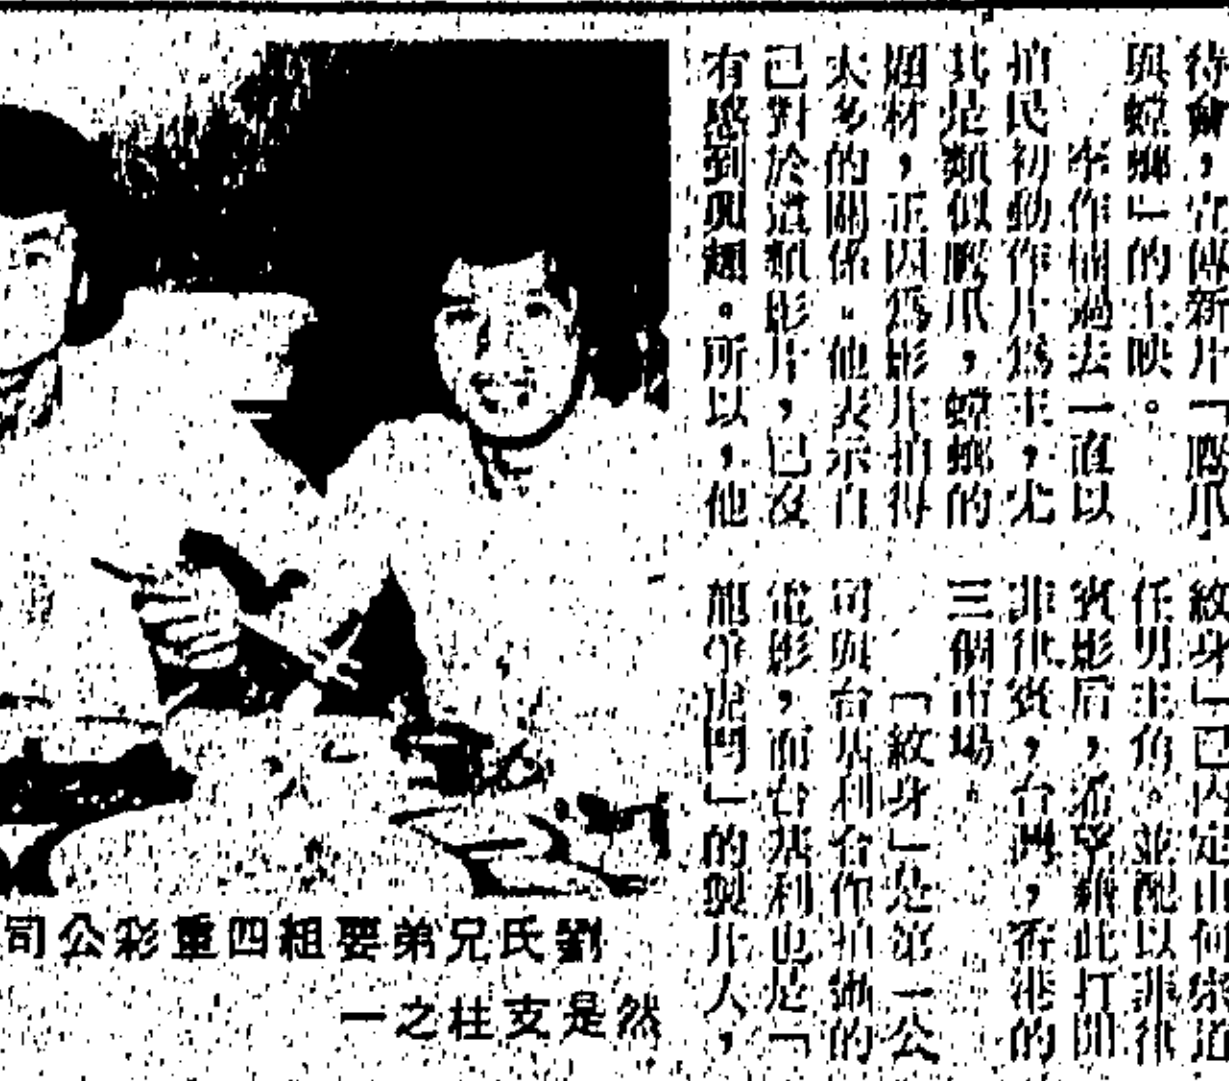 待會，宣傳新片「鷹爪
與螳螂」的上映。
李作楠過去一直以
拍民初動作片為主，尤
其是類似鷹爪，螳螂的
題材，正因為影片拍得
太多的關係。他表示自
已對於這類影片，已沒
有感到興趣。所以，他
紋身」已內定由何宗道
任男主角。並配以菲律
賓影后，希望藉此打開
菲律賓，台灣，香港的
三個市場。
「紋身」是第一公
司與台基利合作拍攝的
電影，而台基利也是「
龍爭虎鬥」的製片人，
劉氏兄弟要組四重彩公司
然是支柱之一